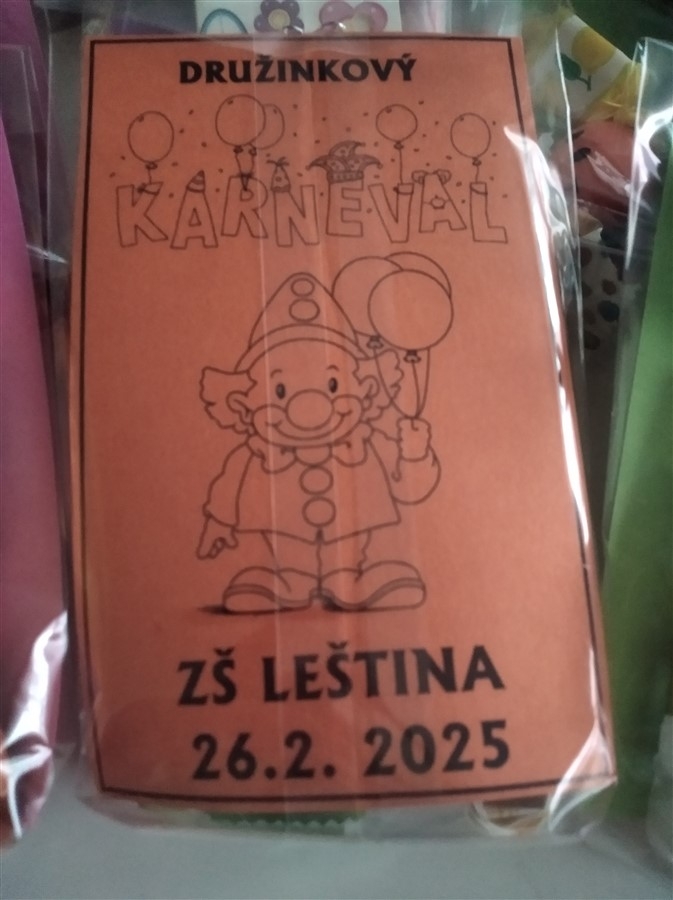 DRUŽINKOVÝ
KARNEVAL
ZŠ LEŠTINA
26.2. 2025